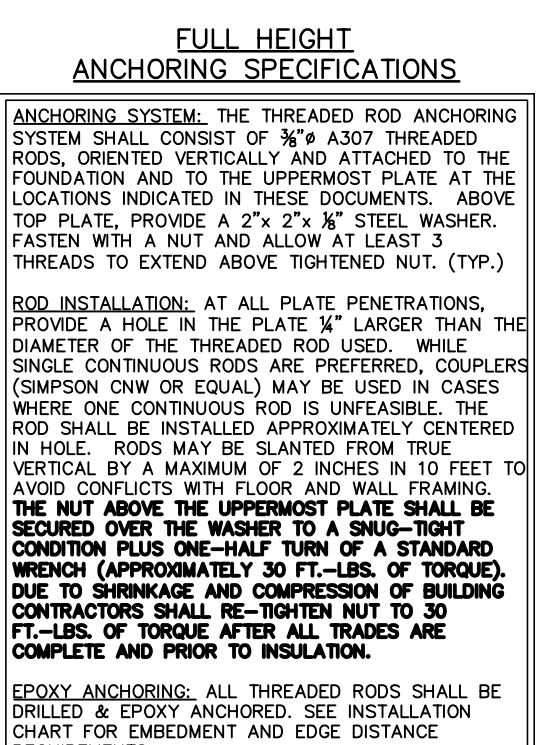 FULL HEIGHT
ANCHORING SPECIFICATIONS
ANCHORING SYSTEM: THE THREADED ROD ANCHORING
SYSTEM SHALL CONSIST OF ⅜"ø A307 THREADED
RODS, ORIENTED VERTICALLY AND ATTACHED TO THE
FOUNDATION AND TO THE UPPERMOST PLATE AT THE
LOCATIONS INDICATED IN THESE DOCUMENTS. ABOVE
TOP PLATE, PROVIDE A 2"x 2"x ⅛" STEEL WASHER.
FASTEN WITH A NUT AND ALLOW AT LEAST 3
THREADS TO EXTEND ABOVE TIGHTENED NUT. (TYP.)
ROD INSTALLATION: AT ALL PLATE PENETRATIONS,
PROVIDE A HOLE IN THE PLATE ¼" LARGER THAN THE
DIAMETER OF THE THREADED ROD USED. WHILE
SINGLE CONTINUOUS RODS ARE PREFERRED, COUPLERS
(SIMPSON CNW OR EQUAL) MAY BE USED IN CASES
WHERE ONE CONTINUOUS ROD IS UNFEASIBLE. THE
ROD SHALL BE INSTALLED APPROXIMATELY CENTERED
IN HOLE. RODS MAY BE SLANTED FROM TRUE
VERTICAL BY A MAXIMUM OF 2 INCHES IN 10 FEET TO
AVOID CONFLICTS WITH FLOOR AND WALL FRAMING.
THE NUT ABOVE THE UPPERMOST PLATE SHALL BE
SECURED OVER THE WASHER TO A SNUG-TIGHT
CONDITION PLUS ONE-HALF TURN OF A STANDARD
WRENCH (APPROXIMATELY 30 FT.-LBS. OF TORQUE).
DUE TO SHRINKAGE AND COMPRESSION OF BUILDING
CONTRACTORS SHALL RE-TIGHTEN NUT TO 30
FT.-LBS. OF TORQUE AFTER ALL TRADES ARE
COMPLETE AND PRIOR TO INSULATION.
EPOXY ANCHORING: ALL THREADED RODS SHALL BE
DRILLED & EPOXY ANCHORED. SEE INSTALLATION
CHART FOR EMBEDMENT AND EDGE DISTANCE